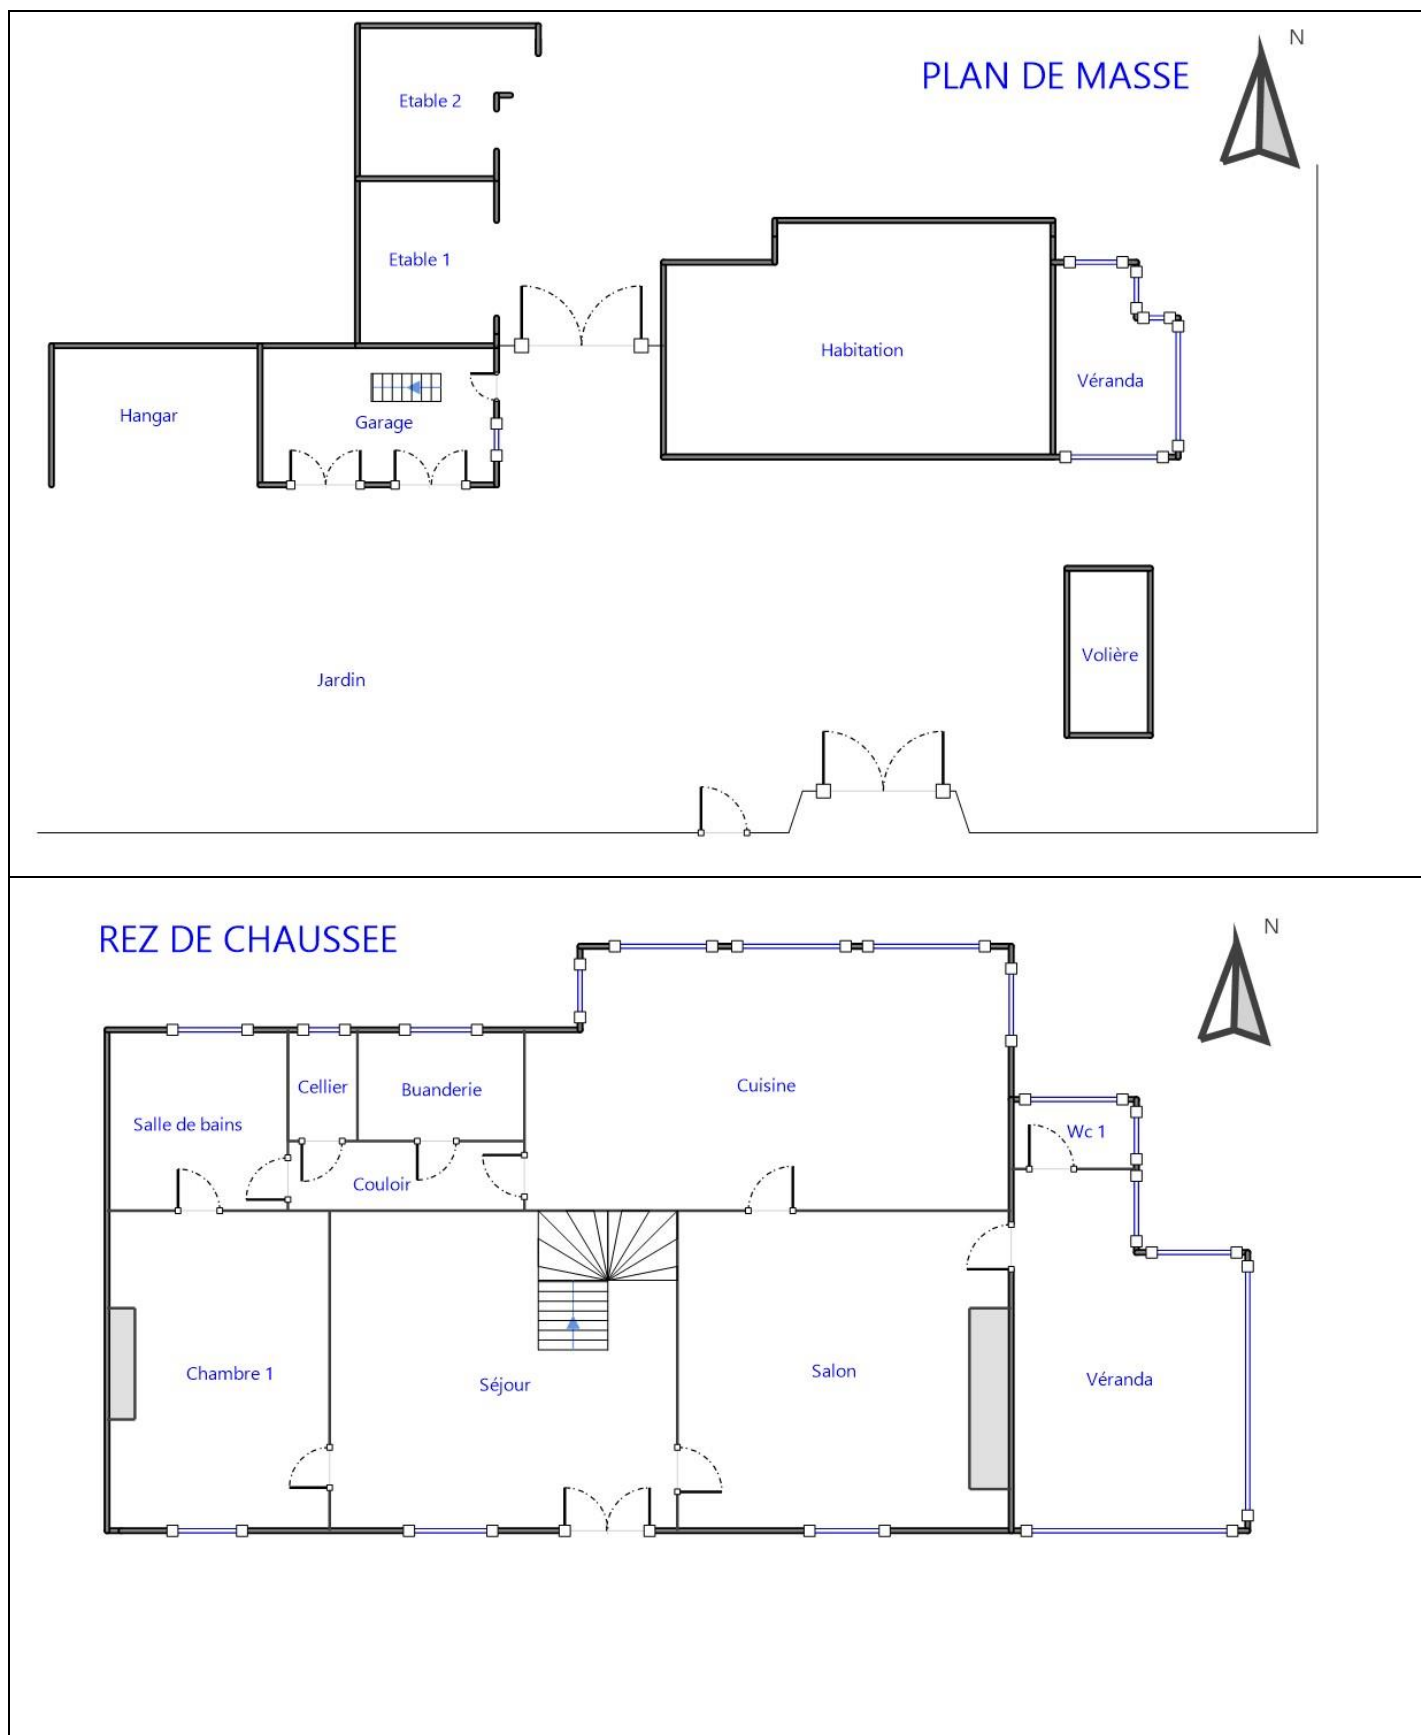 N
PLAN DE MASSE
Etable 2
Etable 1
Habitation
Véranda
Hangar
Garage
Volière
Jardin
REZ DE CHAUSSEE
N
Cellier
Buanderie
Cuisine
Salle de bains
Wc 1
Couloir
Chambre 1
Séjour
Salon
Véranda